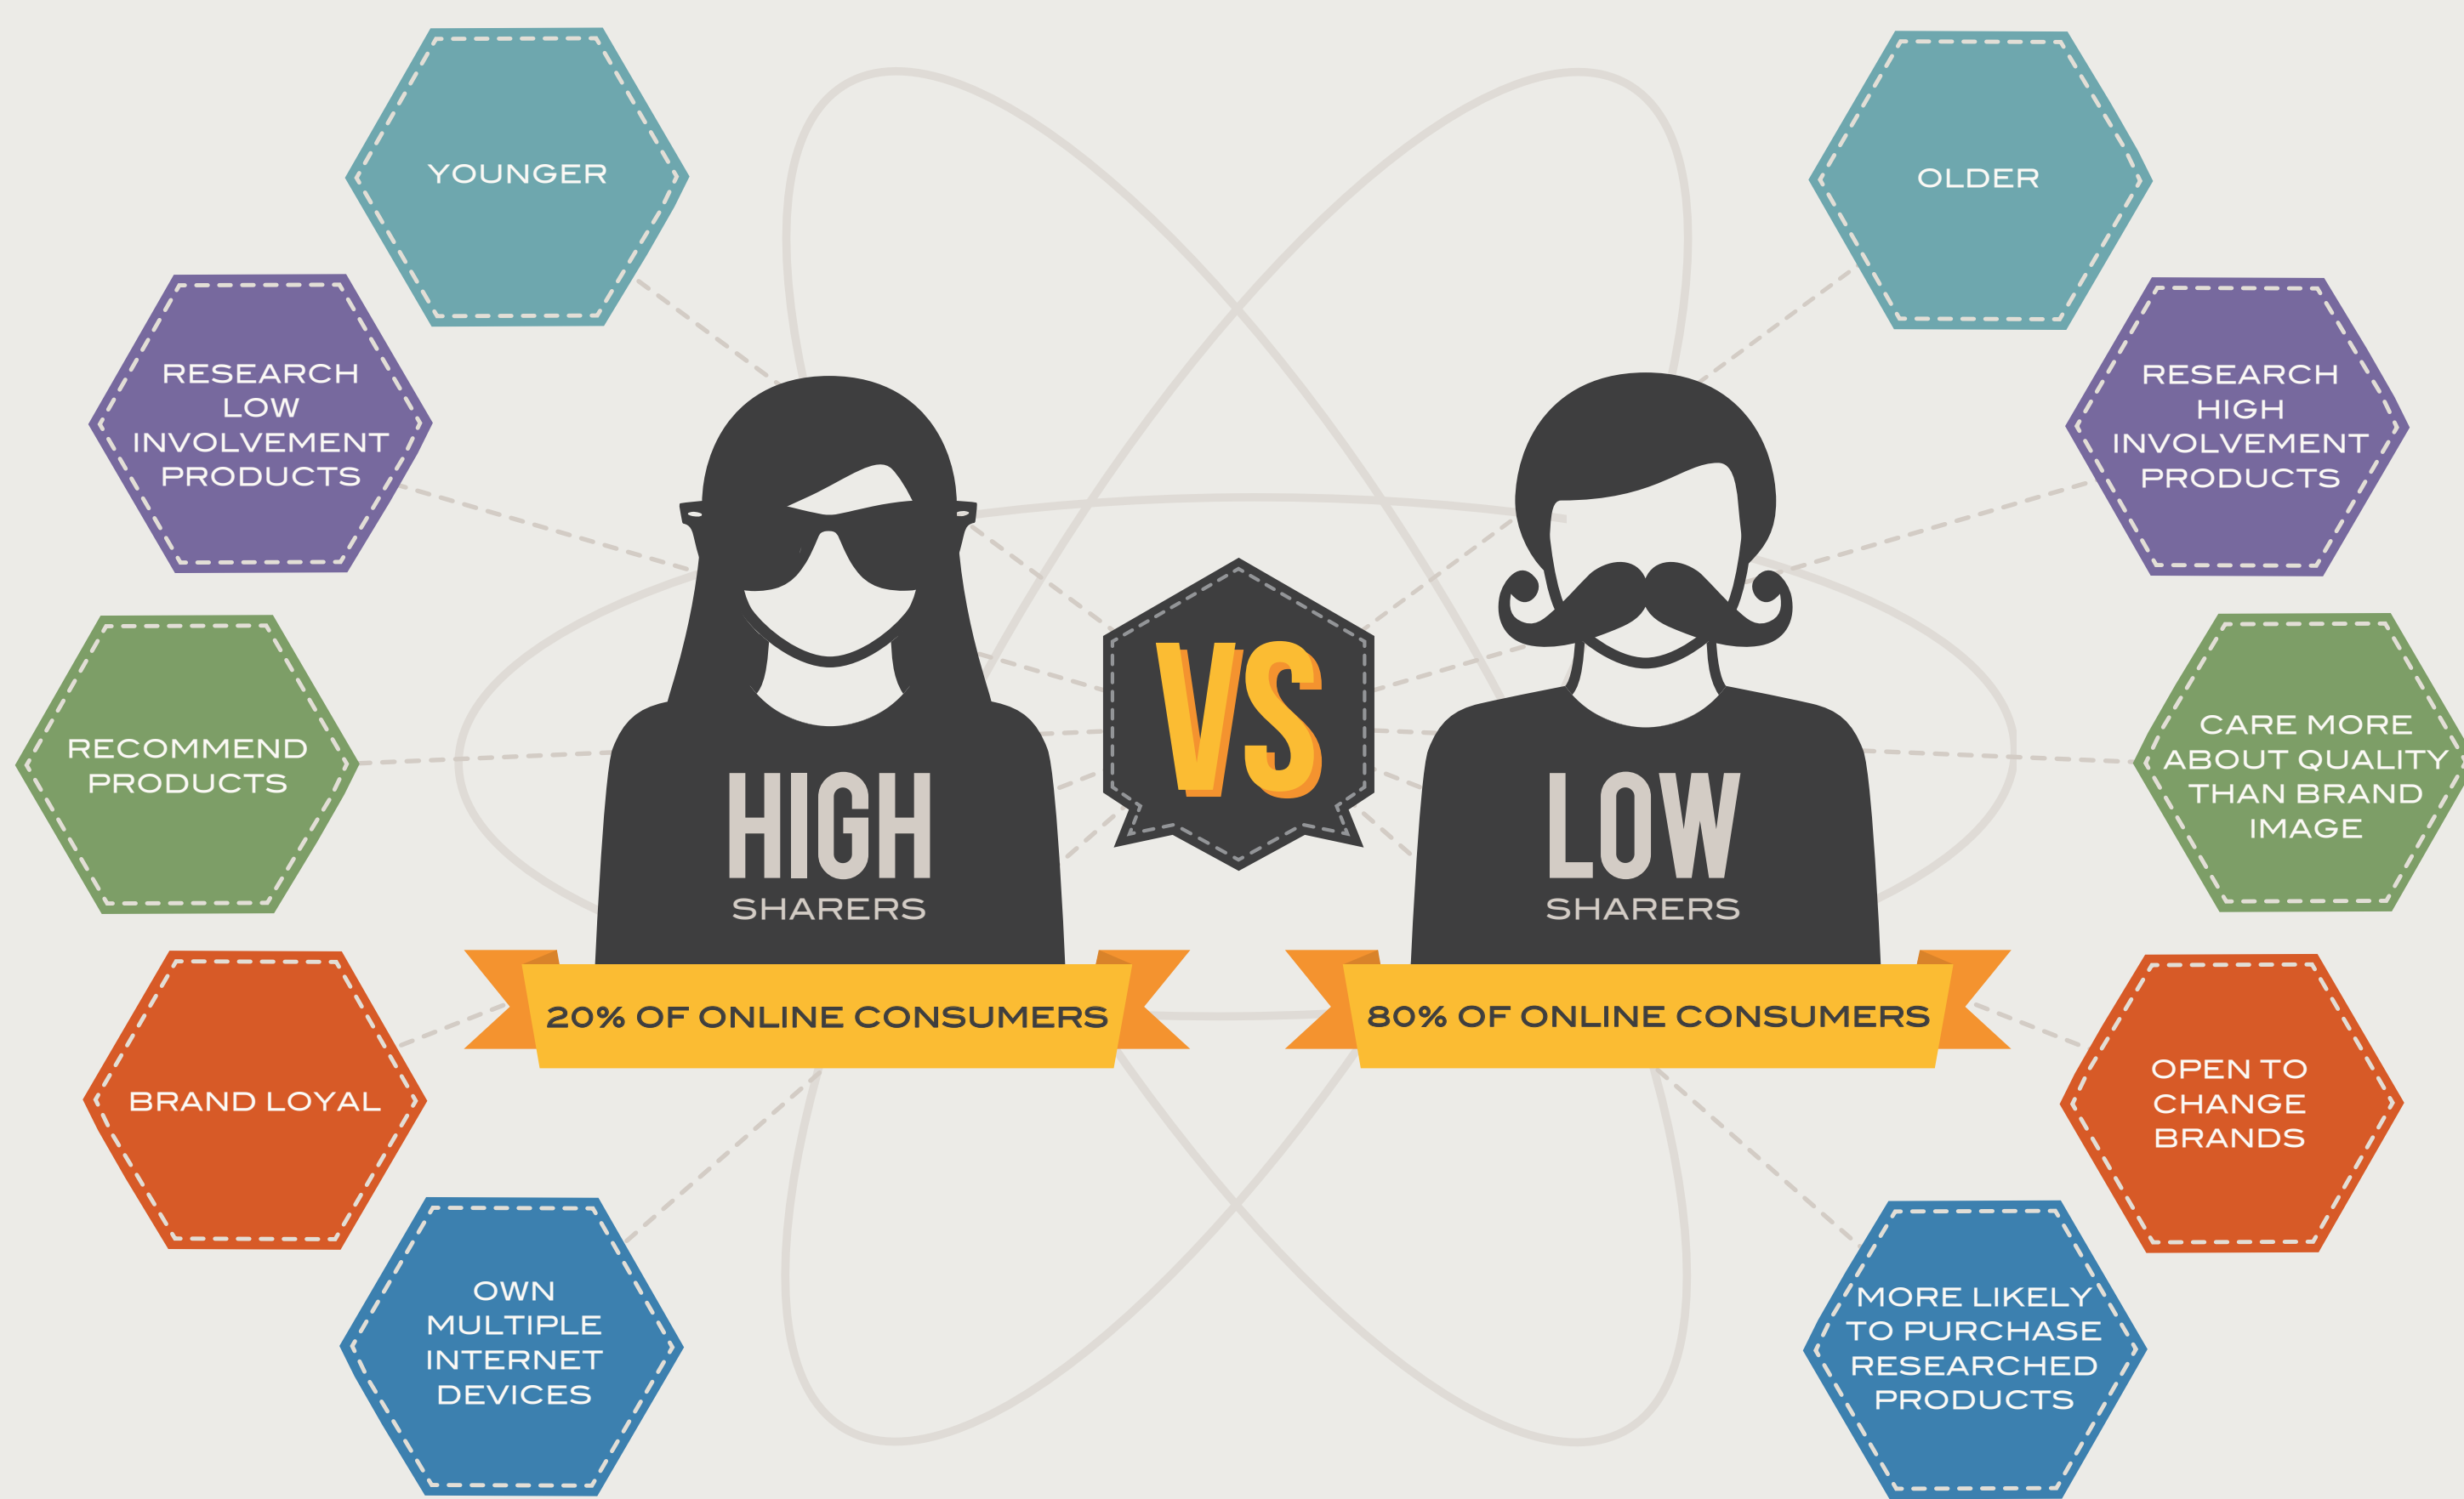 YOUNGER
RESEARCH
LOW
INVOLVEMENT
PRODUCTS
RECOMMEND
PRODUCTS
BRAND LOYAL
OWN
MULTIPLE
INTERNET
DEVICES
HIGH
SHARERS
20% OF ONLINE CONSUMERS
VS
LOW
SHARERS
80% OF ONLINE CONSUMERS
OLDER
RESEARCH
HIGH
INVOLVEMENT
PRODUCTS
CARE MORE
ABOUT QUALITY
THAN BRAND
IMAGE
OPEN TO
CHANGE
BRANDS
MORE LIKELY
TO PURCHASE
RESEARCHED
PRODUCTS